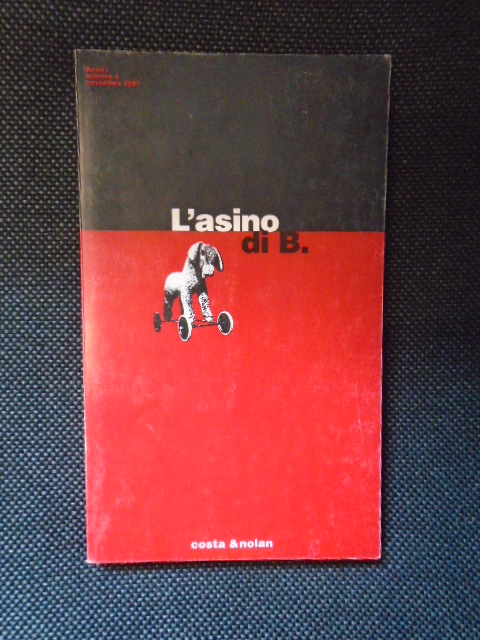 Anno I
novembre 1997
L'asino
di B.
costa &nolan